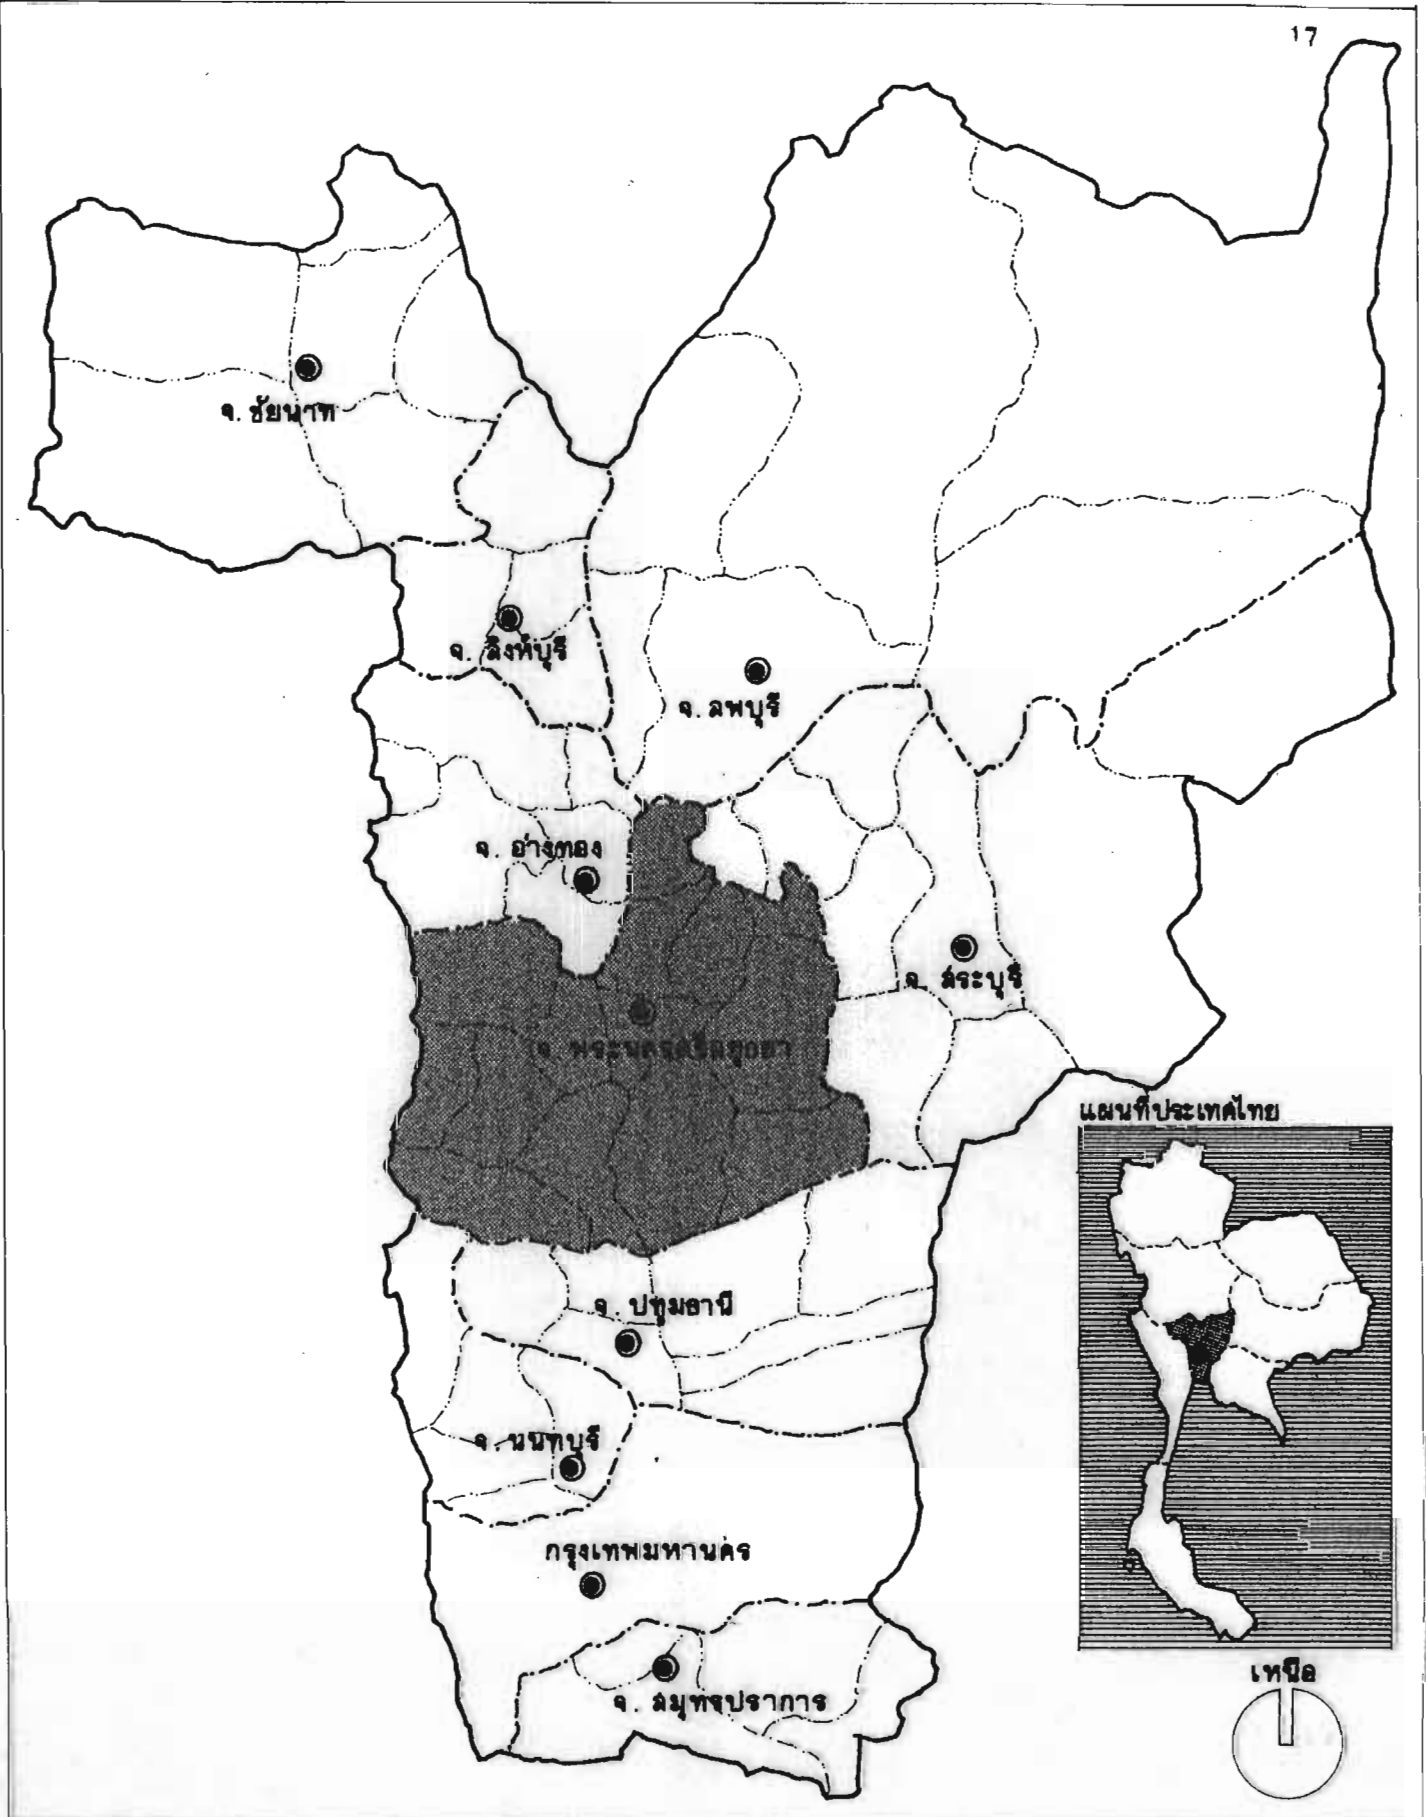 17
จ. ชัยนาท
จ. สิงห์บุรี
จ. ลพบุรี
จ. อ่างทอง
จ. สระบุรี
จ. พระนครศรีอยุธยา
แผนที่ประเทศไทย
จ. ปทุมธานี
จ. นนทบุรี
กรุงเทพมหานคร
เหนือ
จ. สมุทรปราการ